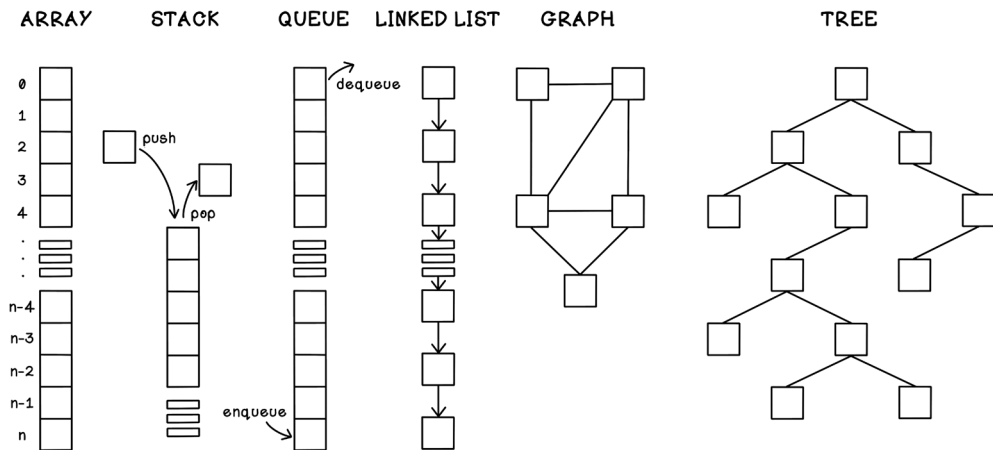 ARRAY
STACK
QUEUE
LINKED LIST
GRAPH
TREE
0
1
2
3
4
.
.
.
n-4
n-3
n-2
n-1
n
push
pop
dequeue
enqueue